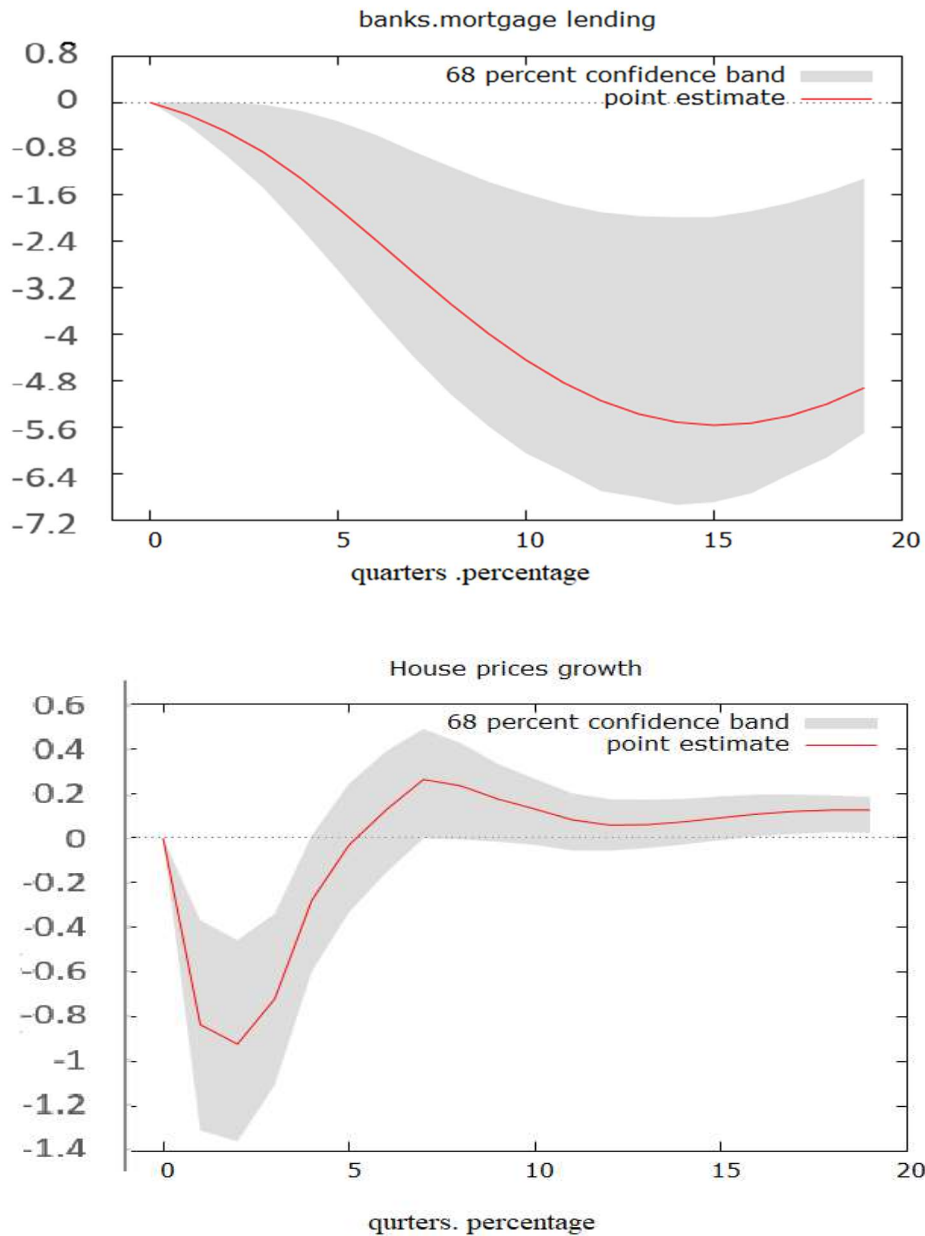 banks.mortgage lending
0.8
68 percent confidence band
0
point estimate
-0.8
-1.6
-2.4
-3.2
-4
-4.8
-5.6
-6.4
-7.2
0 5 10 15 20
quarters .percentage
House prices growth
0.6
68 percent confidence band
0.4
point estimate
0.2
0
-0.2
-0.4
-0.6
-0.8
-1
-1.2
-1.4
0 5 10 15 20
qurters. percentage